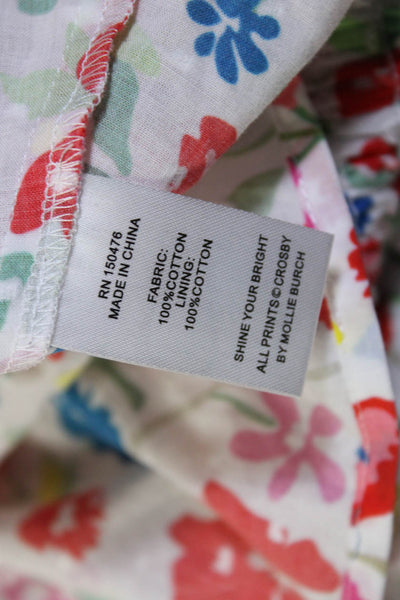 RN 150476
MADE IN CHINA
FABRIC:
100%COTTON
LINING:
100%COTTON
SHINE YOUR BRIGHT
ALL PRINTS © CROSBY
BY MOLLIE BURCH